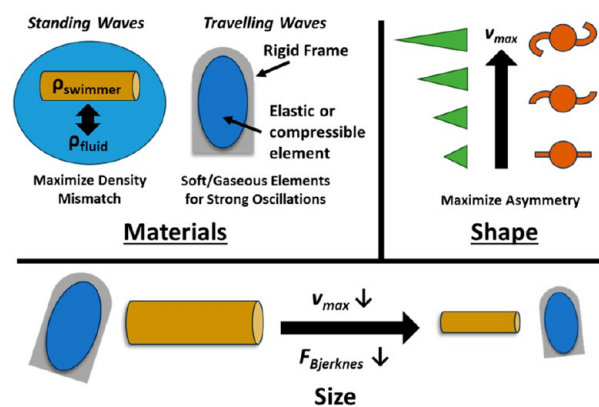 Standing Waves
Travelling Waves
Rigid Frame
ρswimmer
ρfluid
Elastic or
compressible
element
Maximize Density
Mismatch
Soft/Gaseous Elements
for Strong Oscillations
Materials
vmax
Maximize Asymmetry
Shape
vmax ↓
FBjerknes ↓
Size